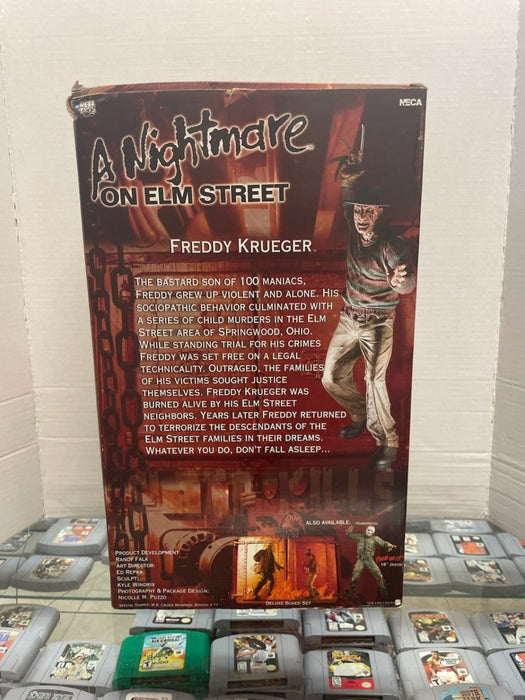 NECA
A Nightmare
ON ELM STREET
FREDDY KRUEGER
THE BASTARD SON OF 100 MANIACS,
FREDDY GREW UP VIOLENT AND ALONE. HIS
SOCIOPATHIC BEHAVIOR CULMINATED WITH
A SERIES OF CHILD MURDERS IN THE ELM
STREET AREA OF SPRINGWOOD, OHIO.
WHILE STANDING TRIAL FOR HIS CRIMES
FREDDY WAS SET FREE ON A LEGAL
TECHNICALITY. OUTRAGED, THE FAMILIES
OF HIS VICTIMS SOUGHT JUSTICE
THEMSELVES. FREDDY KRUEGER WAS
BURNED ALIVE BY HIS ELM STREET
NEIGHBORS. YEARS LATER FREDDY RETURNED
TO TERRORIZE THE DESCENDANTS OF THE
ELM STREET FAMILIES IN THEIR DREAMS.
WHATEVER YOU DO, DON'T FALL ASLEEP...
ALSO AVAILABLE
18" JASON
PRODUCT DEVELOPMENT:
RANDY FALK
ART DIRECTOR:
ED REPKA
SCULPT:
KYLE WINDRIX
PHOTOGRAPHY & PACKAGE DESIGN:
NICOLLE M. PUZZO
DELUXE BOXED SET